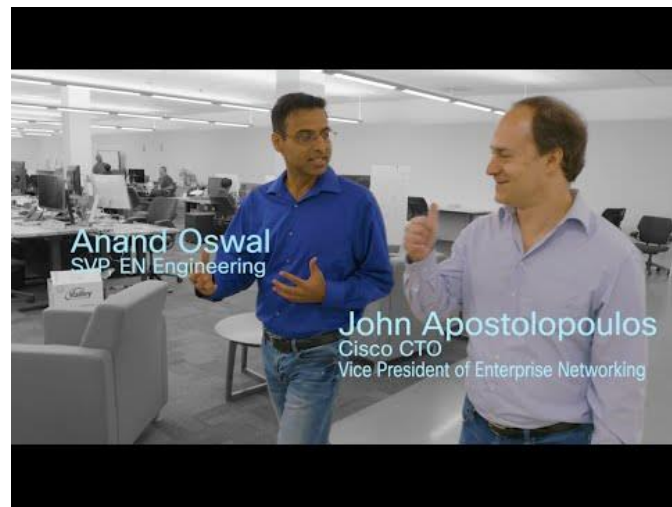 Anand Oswal
SVP, EN Engineering
John Apostolopoulos
Cisco CTO
Vice President of Enterprise Networking